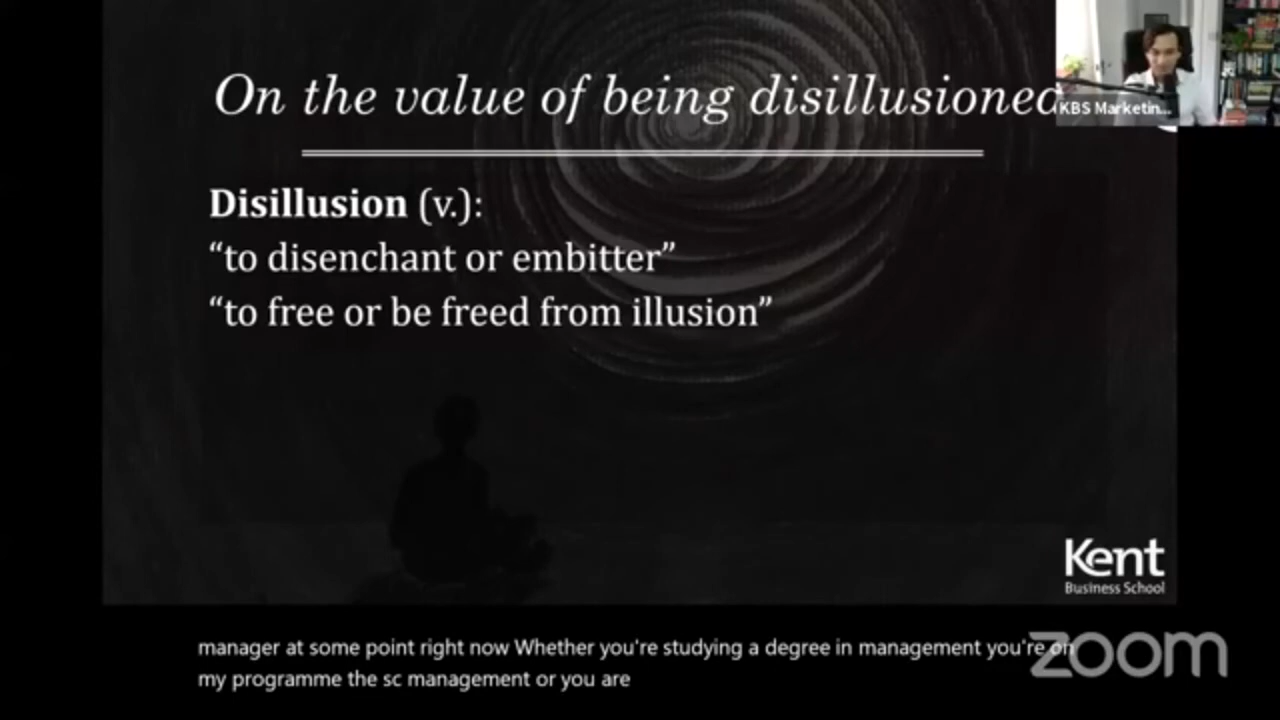 On the value of being disillusioned
KBS Marketin...
Disillusion (v.):
“to disenchant or embitter”
“to free or be freed from illusion”
Kent
Business School
manager at some point right now Whether you're studying a degree in management you're on
my programme the sc management or you are
zoom